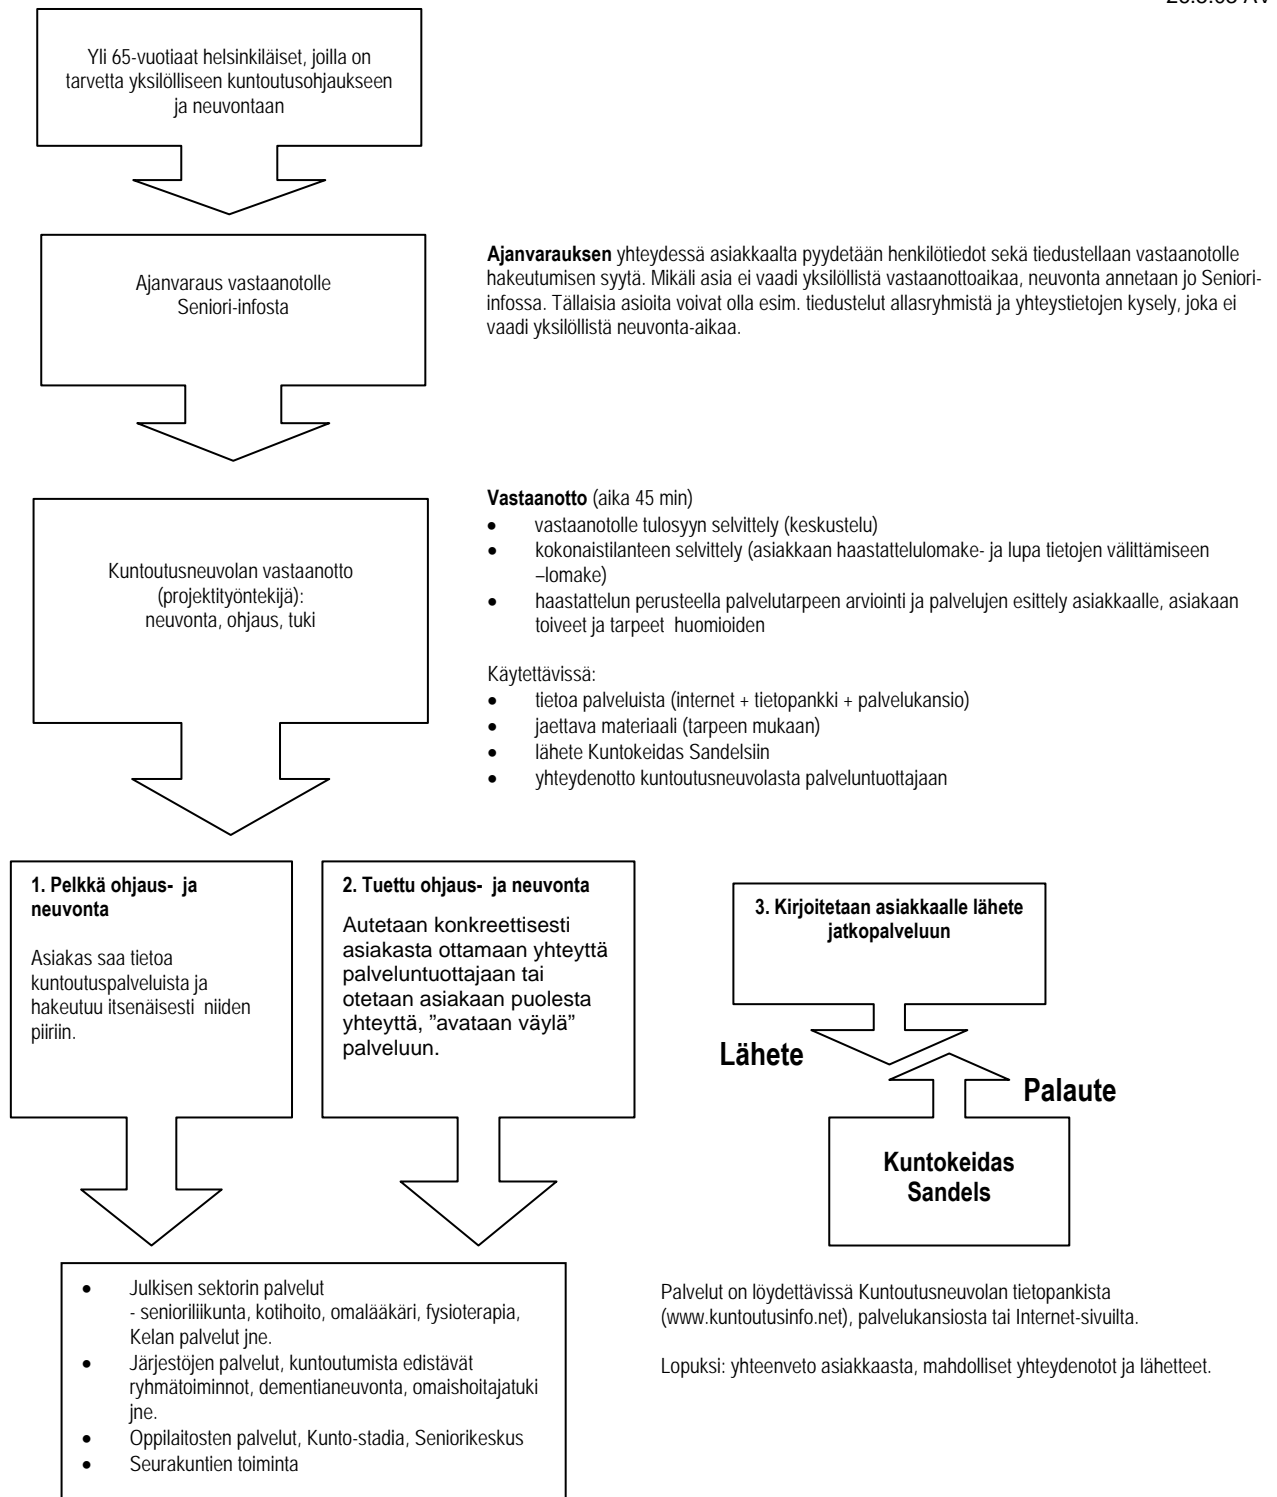 Yli 65-vuotiaat helsinkiläiset, joilla on
tarvetta yksilölliseen kuntoutusohjaukseen
ja neuvontaan
Ajanvaraus vastaanotolle
Seniori-infosta
Ajanvarauksen yhteydessä asiakkaalta pyydetään henkilötiedot sekä tiedustellaan vastaanotolle
hakeutumisen syytä. Mikäli asia ei vaadi yksilöllistä vastaanottoaikaa, neuvonta annetaan jo Seniori-
infossa. Tällaisia asioita voivat olla esim. tiedustelut allasryhmistä ja yhteystietojen kysely, joka ei
vaadi yksilöllistä neuvonta-aikaa.
Kuntoutusneuvolan vastaanotto
(projektityöntekijä):
neuvonta, ohjaus, tuki
Vastaanotto (aika 45 min)
• vastaanotolle tulosyyn selvittely (keskustelu)
• kokonaistilanteen selvittely (asiakkaan haastattelulomake- ja lupa tietojen välittämiseen
–lomake)
• haastattelun perusteella palvelutarpeen arviointi ja palvelujen esittely asiakkaalle, asiakaan
toiveet ja tarpeet huomioiden
Käytettävissä:
• tietoa palveluista (internet + tietopankki + palvelukansio)
• jaettava materiaali (tarpeen mukaan)
• lähete Kuntokeidas Sandelsiin
• yhteydenotto kuntoutusneuvolasta palveluntuottajaan
1. Pelkkä ohjaus- ja
neuvonta
Asiakas saa tietoa
kuntoutuspalveluista ja
hakeutuu itsenäisesti niiden
piiriin.
2. Tuettu ohjaus- ja neuvonta
Autetaan konkreettisesti
asiakasta ottamaan yhteyttä
palveluntuottajaan tai
otetaan asiakaan puolesta
yhteyttä, ”avataan väylä”
palveluun.
3. Kirjoitetaan asiakkaalle lähete
jatkopalveluun
Lähete
Palaute
Kuntokeidas
Sandels
• Julkisen sektorin palvelut
- senioriliikunta, kotihoito, omalääkäri, fysioterapia,
Kelan palvelut jne.
• Järjestöjen palvelut, kuntoutumista edistävät
ryhmätoiminnot, dementianeuvonta, omaishoitajatuki
jne.
• Oppilaitosten palvelut, Kunto-stadia, Seniorikeskus
• Seurakuntien toiminta
Palvelut on löydettävissä Kuntoutusneuvolan tietopankista
(www.kuntoutusinfo.net), palvelukansiosta tai Internet-sivuilta.
Lopuksi: yhteenveto asiakkaasta, mahdolliset yhteydenotot ja lähetteet.